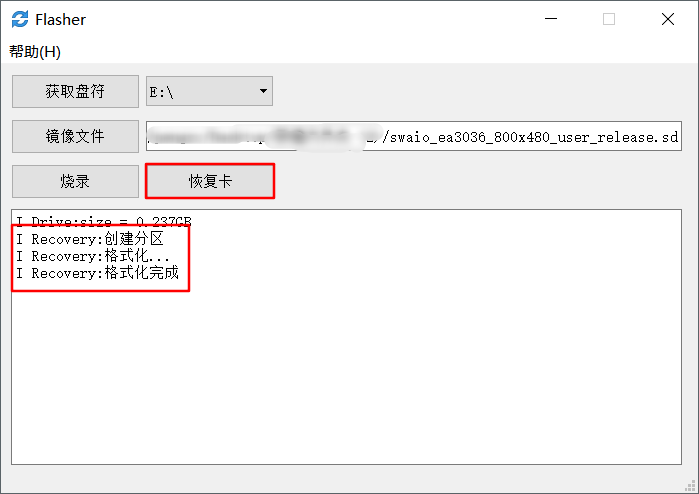 Flasher
帮助(H)
获取盘符 E:\
镜像文件 /swaio_ea3036_800x480_user_release.sd
烧录 恢复卡
I Drive:size = 0.237GB
I Recovery:创建分区
I Recovery:格式化...
I Recovery:格式化完成